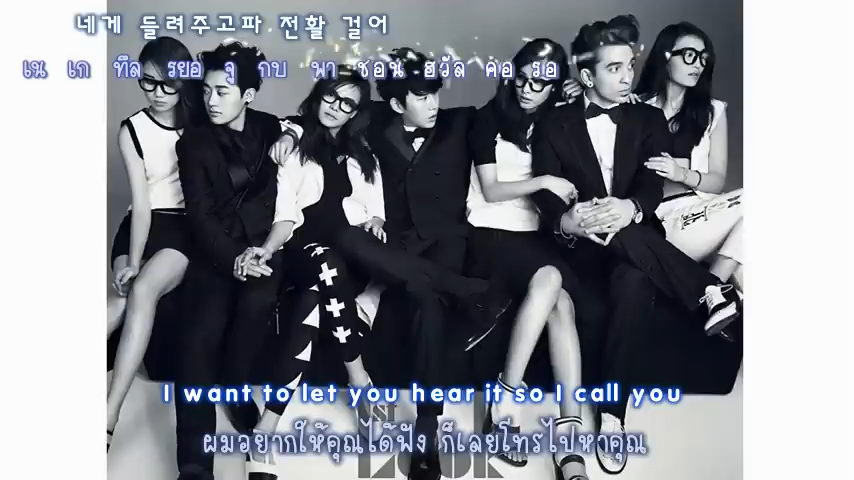 네게 들려주고파 전활 걸어
เน เก ทึล รยอ จู กบ พา ชอน ฮวัล คอ รอ
I want to let you hear it so I call you
ผมอยากให้คุณได้ฟัง ก็เลยโทรไปหาคุณ
1ST
LOOK